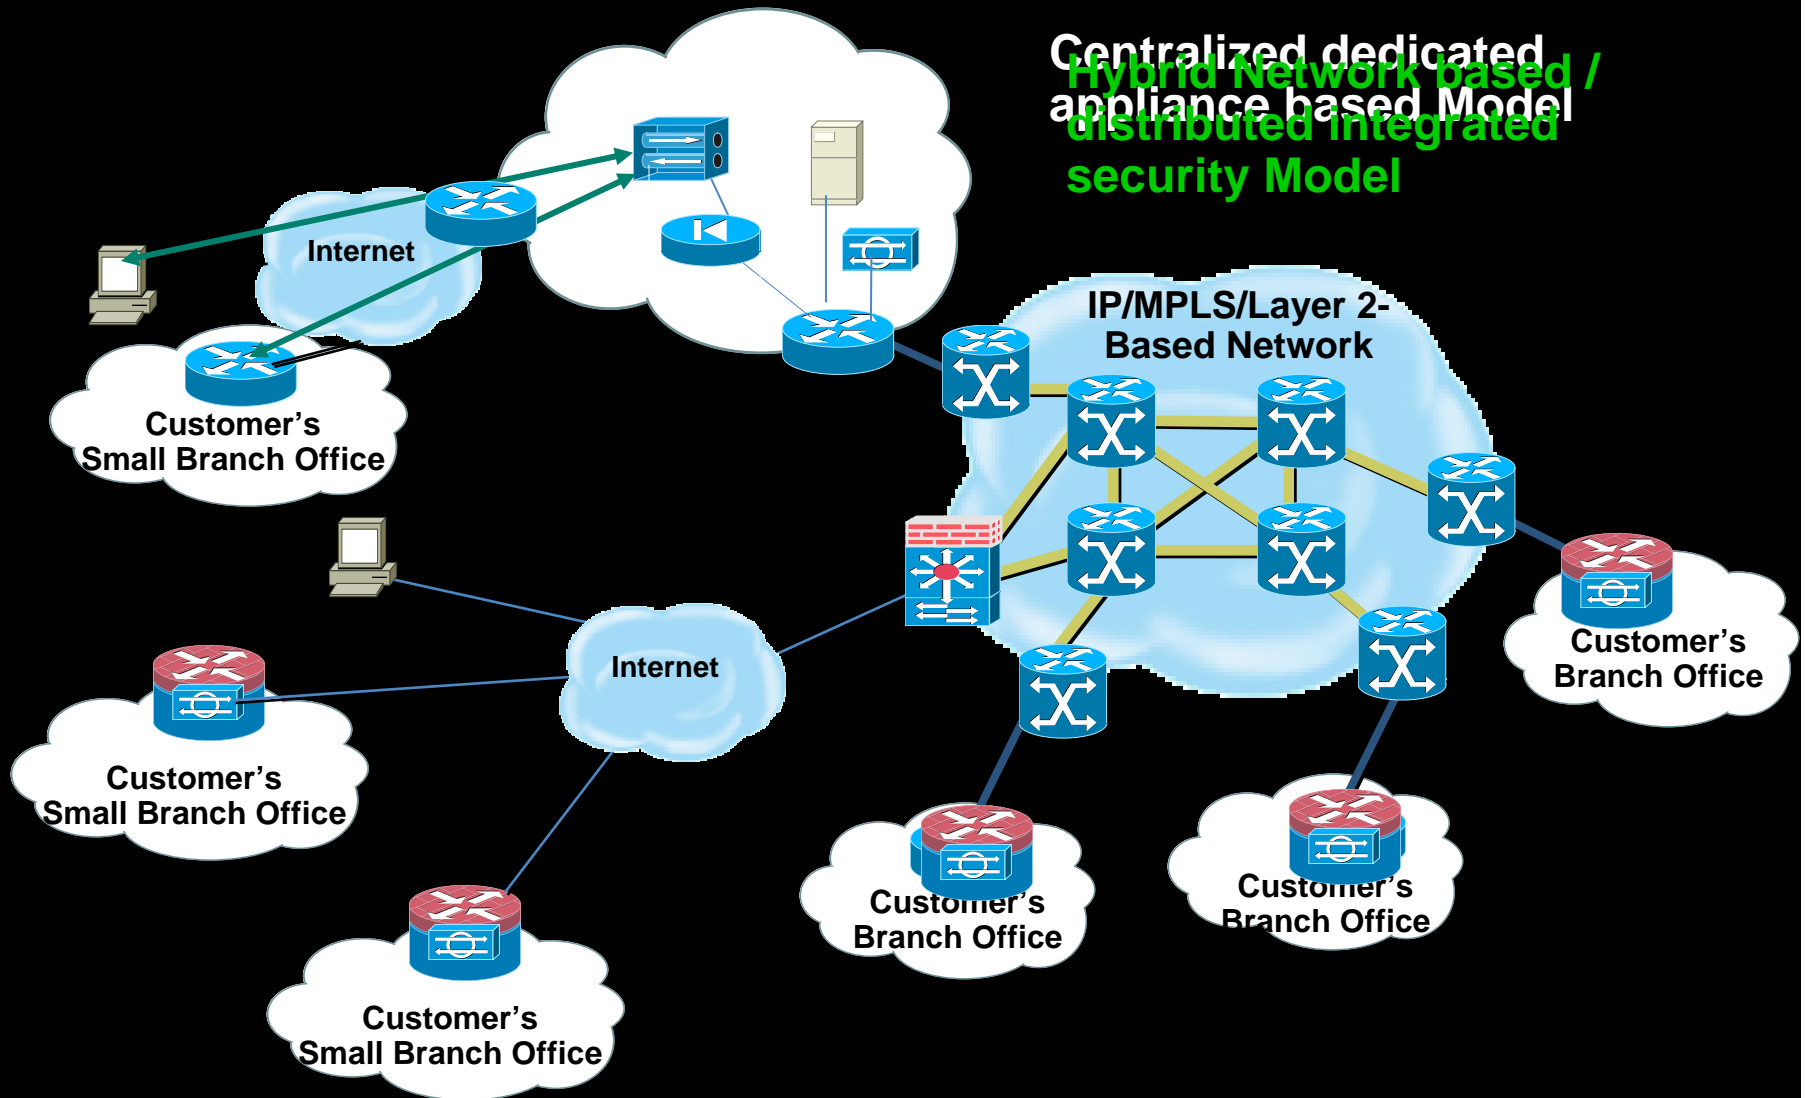 Centralized dedicated
appliance based Model
Hybrid Network based /
distributed integrated
security Model
Internet
IP/MPLS/Layer 2-
Based Network
Customer’s
Small Branch Office
Internet
Customer’s
Branch Office
Customer’s
Small Branch Office
Customer’s
Branch Office
Customer’s
Branch Office
Customer’s
Small Branch Office